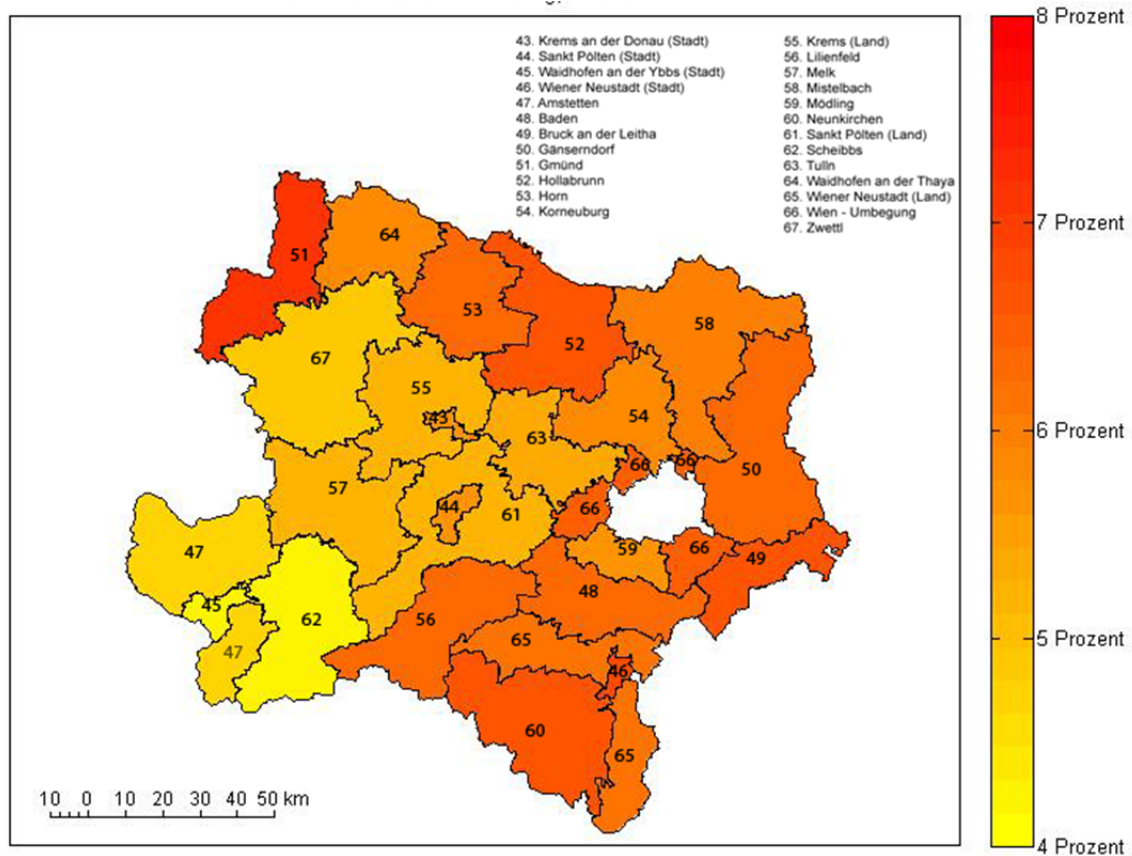 43. Krems an der Donau (Stadt)
44. Sankt Pölten (Stadt)
45. Waidhofen an der Ybbs (Stadt)
46. Wiener Neustadt (Stadt)
47. Amstetten
48. Baden
49. Bruck an der Leitha
50. Gänserndorf
51. Gmünd
52. Hollabrunn
53. Horn
54. Korneuburg
55. Krems (Land)
56. Lilienfeld
57. Melk
58. Mistelbach
59. Mödling
60. Neunkirchen
61. Sankt Pölten (Land)
62. Scheibbs
63. Tulln
64. Waidhofen an der Thaya
65. Wiener Neustadt (Land)
66. Wien - Umbegung
67. Zwettl
8 Prozent
7 Prozent
6 Prozent
5 Prozent
4 Prozent
64
51
53
58
52
67
55
43
54
63
66
66
50
57
44
61
66
47
59
66
49
45
48
62
56
65
47
46
60
65
10 0 10 20 30 40 50 km